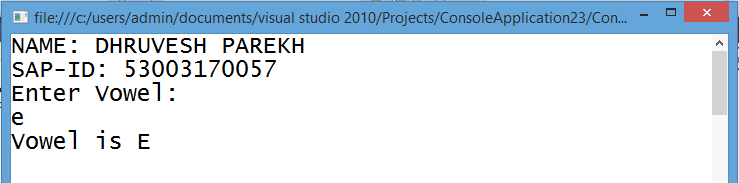 file:///c:/users/admin/documents/visual studio 2010/Projects/ConsoleApplication23/Con...
NAME: DHRUVESH PAREKH
SAP-ID: 53003170057
Enter Vowel:
e
Vowel is E